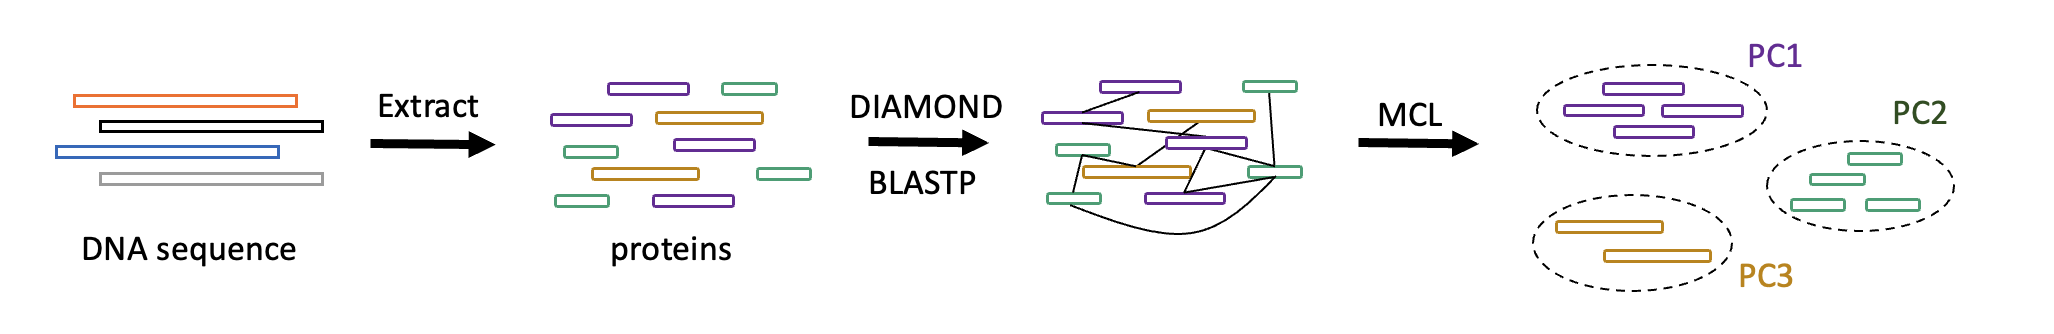 DNA sequence
Extract
proteins
DIAMOND
BLASTP
MCL
PC1
PC2
PC3